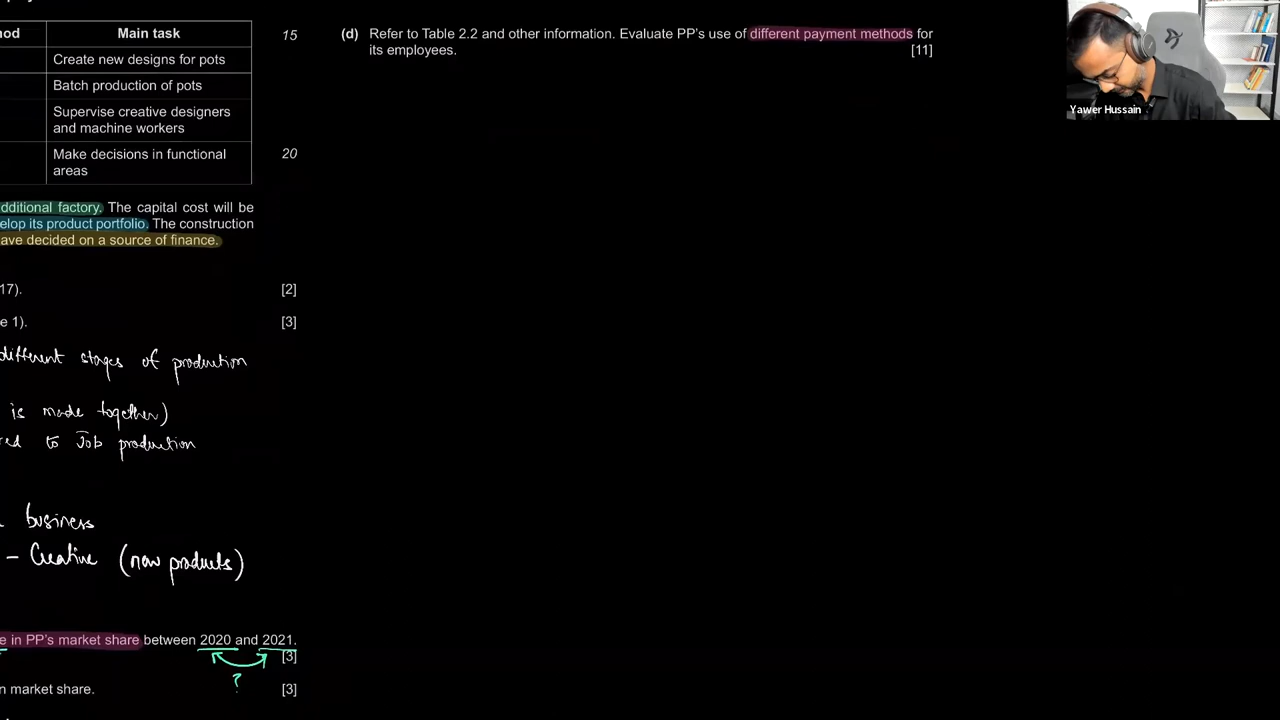 Main task
Create new designs for pots
Batch production of pots
Supervise creative designers
and machine workers
Make decisions in functional
areas
15
20
dditional factory. The capital cost will be
elop its product portfolio. The construction
ave decided on a source of finance.
17). [2]
e 1). [3]
different stages of production
is made together)
red to Job production
business
- Creative (new products)
e in PP's market share between 2020 and 2021.
[3]
?
n market share. [3]
(d) Refer to Table 2.2 and other information. Evaluate PP's use of different payment methods for
its employees. [11]
Yawer Hussain